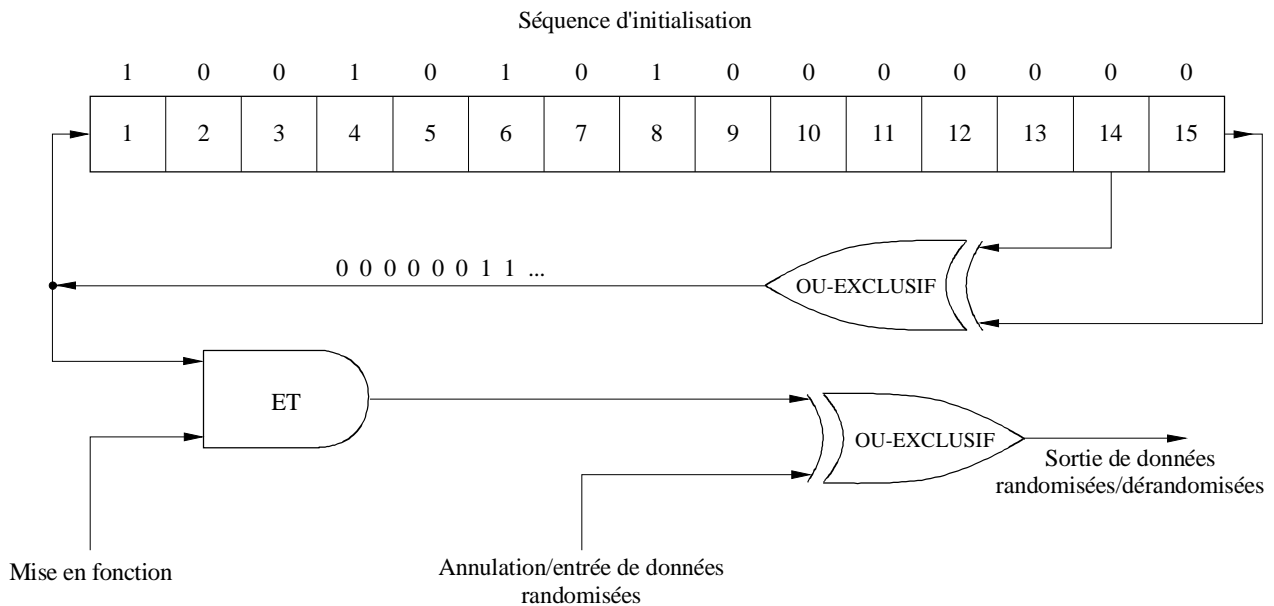 Séquence d'initialisation
1 0 0 1 0 1 0 1 0 0 0 0 0 0 0
1 2 3 4 5 6 7 8 9 10 11 12 13 14 15
0 0 0 0 0 0 1 1 ...
OU-EXCLUSIF
ET
OU-EXCLUSIF
Sortie de données
randomisées/dérandomisées
Mise en fonction
Annulation/entrée de données
randomisées